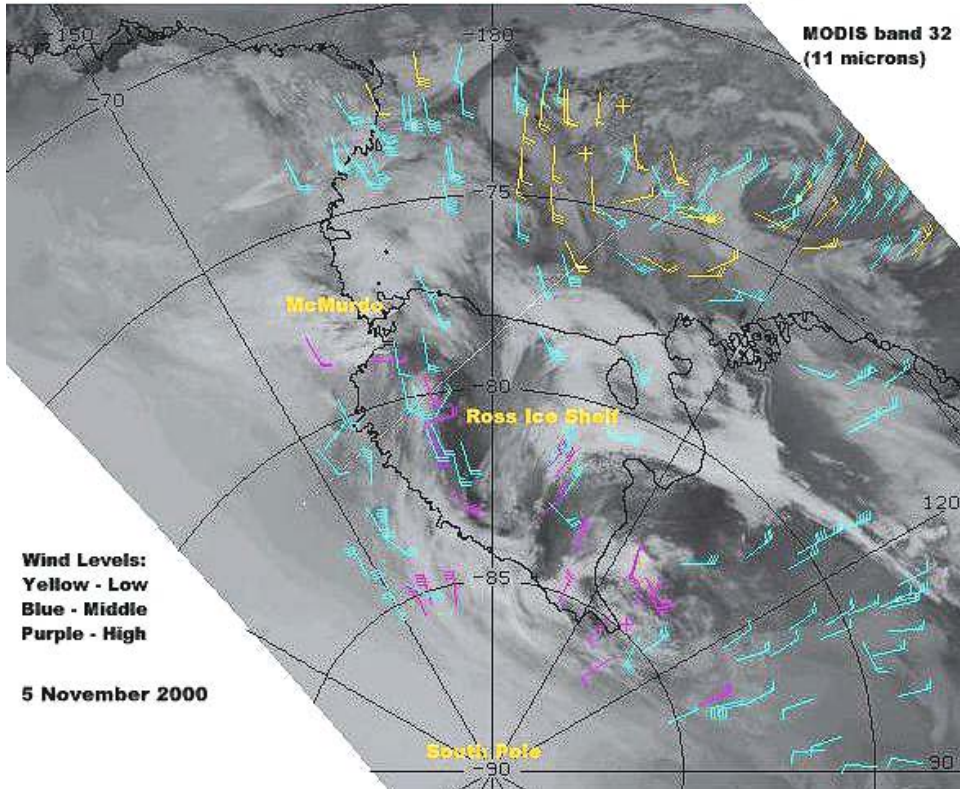 -150
-180
MODIS band 32
(11 microns)
-70
-75
McMurdo
-80
Ross Ice Shelf
120
Wind Levels:
Yellow - Low
Blue - Middle
Purple - High
-85
5 November 2000
South Pole
-90
90